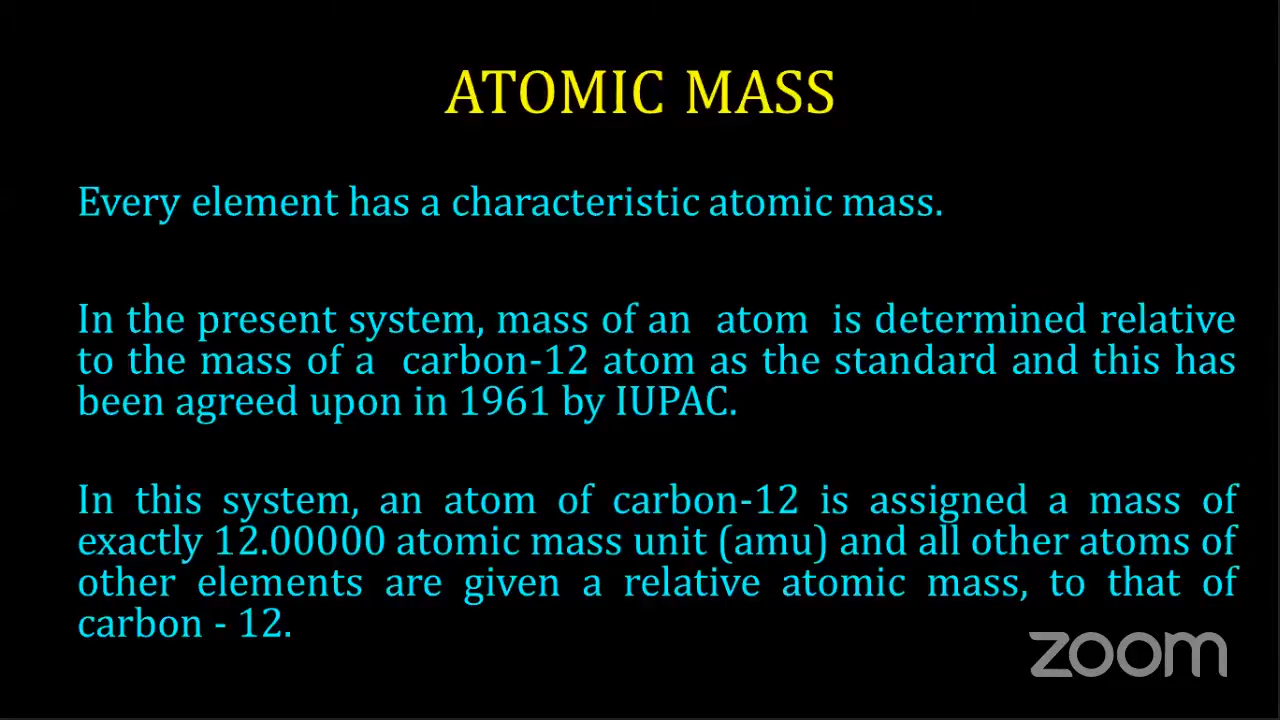 ATOMIC MASS
Every element has a characteristic atomic mass.
In the present system, mass of an atom is determined relative
to the mass of a carbon-12 atom as the standard and this has
been agreed upon in 1961 by IUPAC.
In this system, an atom of carbon-12 is assigned a mass of
exactly 12.00000 atomic mass unit (amu) and all other atoms of
other elements are given a relative atomic mass, to that of
carbon - 12.
zoom